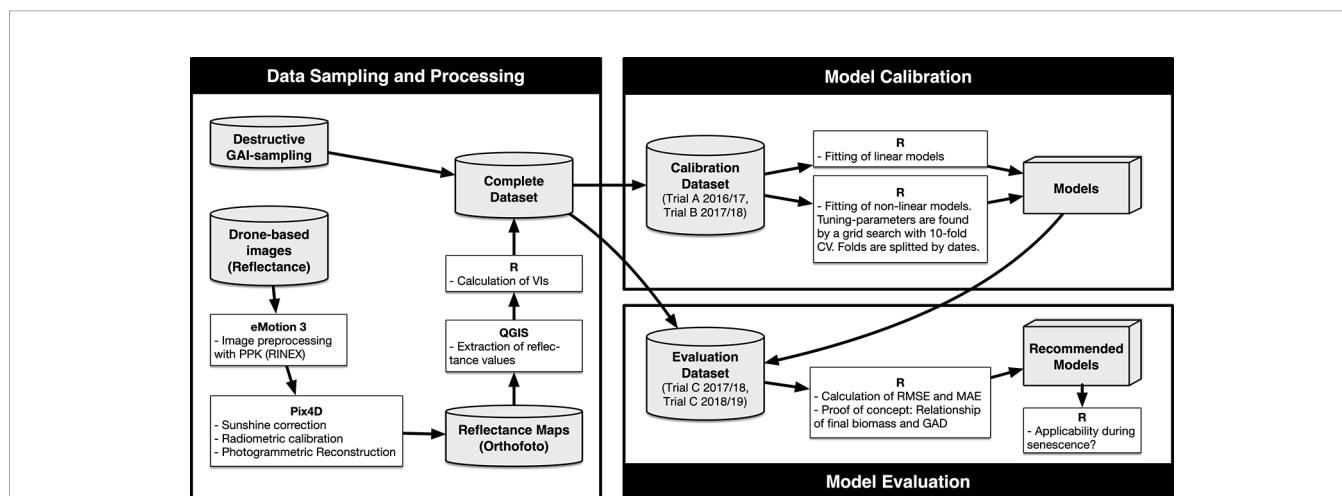 Data Sampling and Processing
Destructive
GAI-sampling
Drone-based
images
(Reflectance)
eMotion 3
- Image preprocessing
with PPK (RINEX)
Pix4D
- Sunshine correction
- Radiometric calibration
- Photogrammetric Reconstruction
Reflectance Maps
(Orthofoto)
QGIS
- Extraction of reflec-
tance values
R
- Calculation of VIs
Complete
Dataset
Model Calibration
Calibration
Dataset
(Trial A 2016/17,
Trial B 2017/18)
R
- Fitting of linear models
R
- Fitting of non-linear models.
Tuning-parameters are found
by a grid search with 10-fold
CV. Folds are splitted by dates.
Models
Evaluation
Dataset
(Trial C 2017/18,
Trial C 2018/19)
R
- Calculation of RMSE and MAE
- Proof of concept: Relationship
of final biomass and GAD
Recommended
Models
R
- Applicability during
senescence?
Model Evaluation